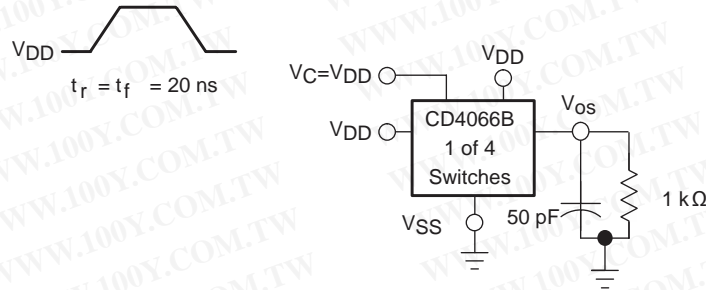 VDD
tr = tf = 20 ns
VC=VDD
VDD
VDD
CD4066B
1 of 4
Switches
Vos
VSS
50 pF
1 kΩ
WWW.100Y.COM.TW